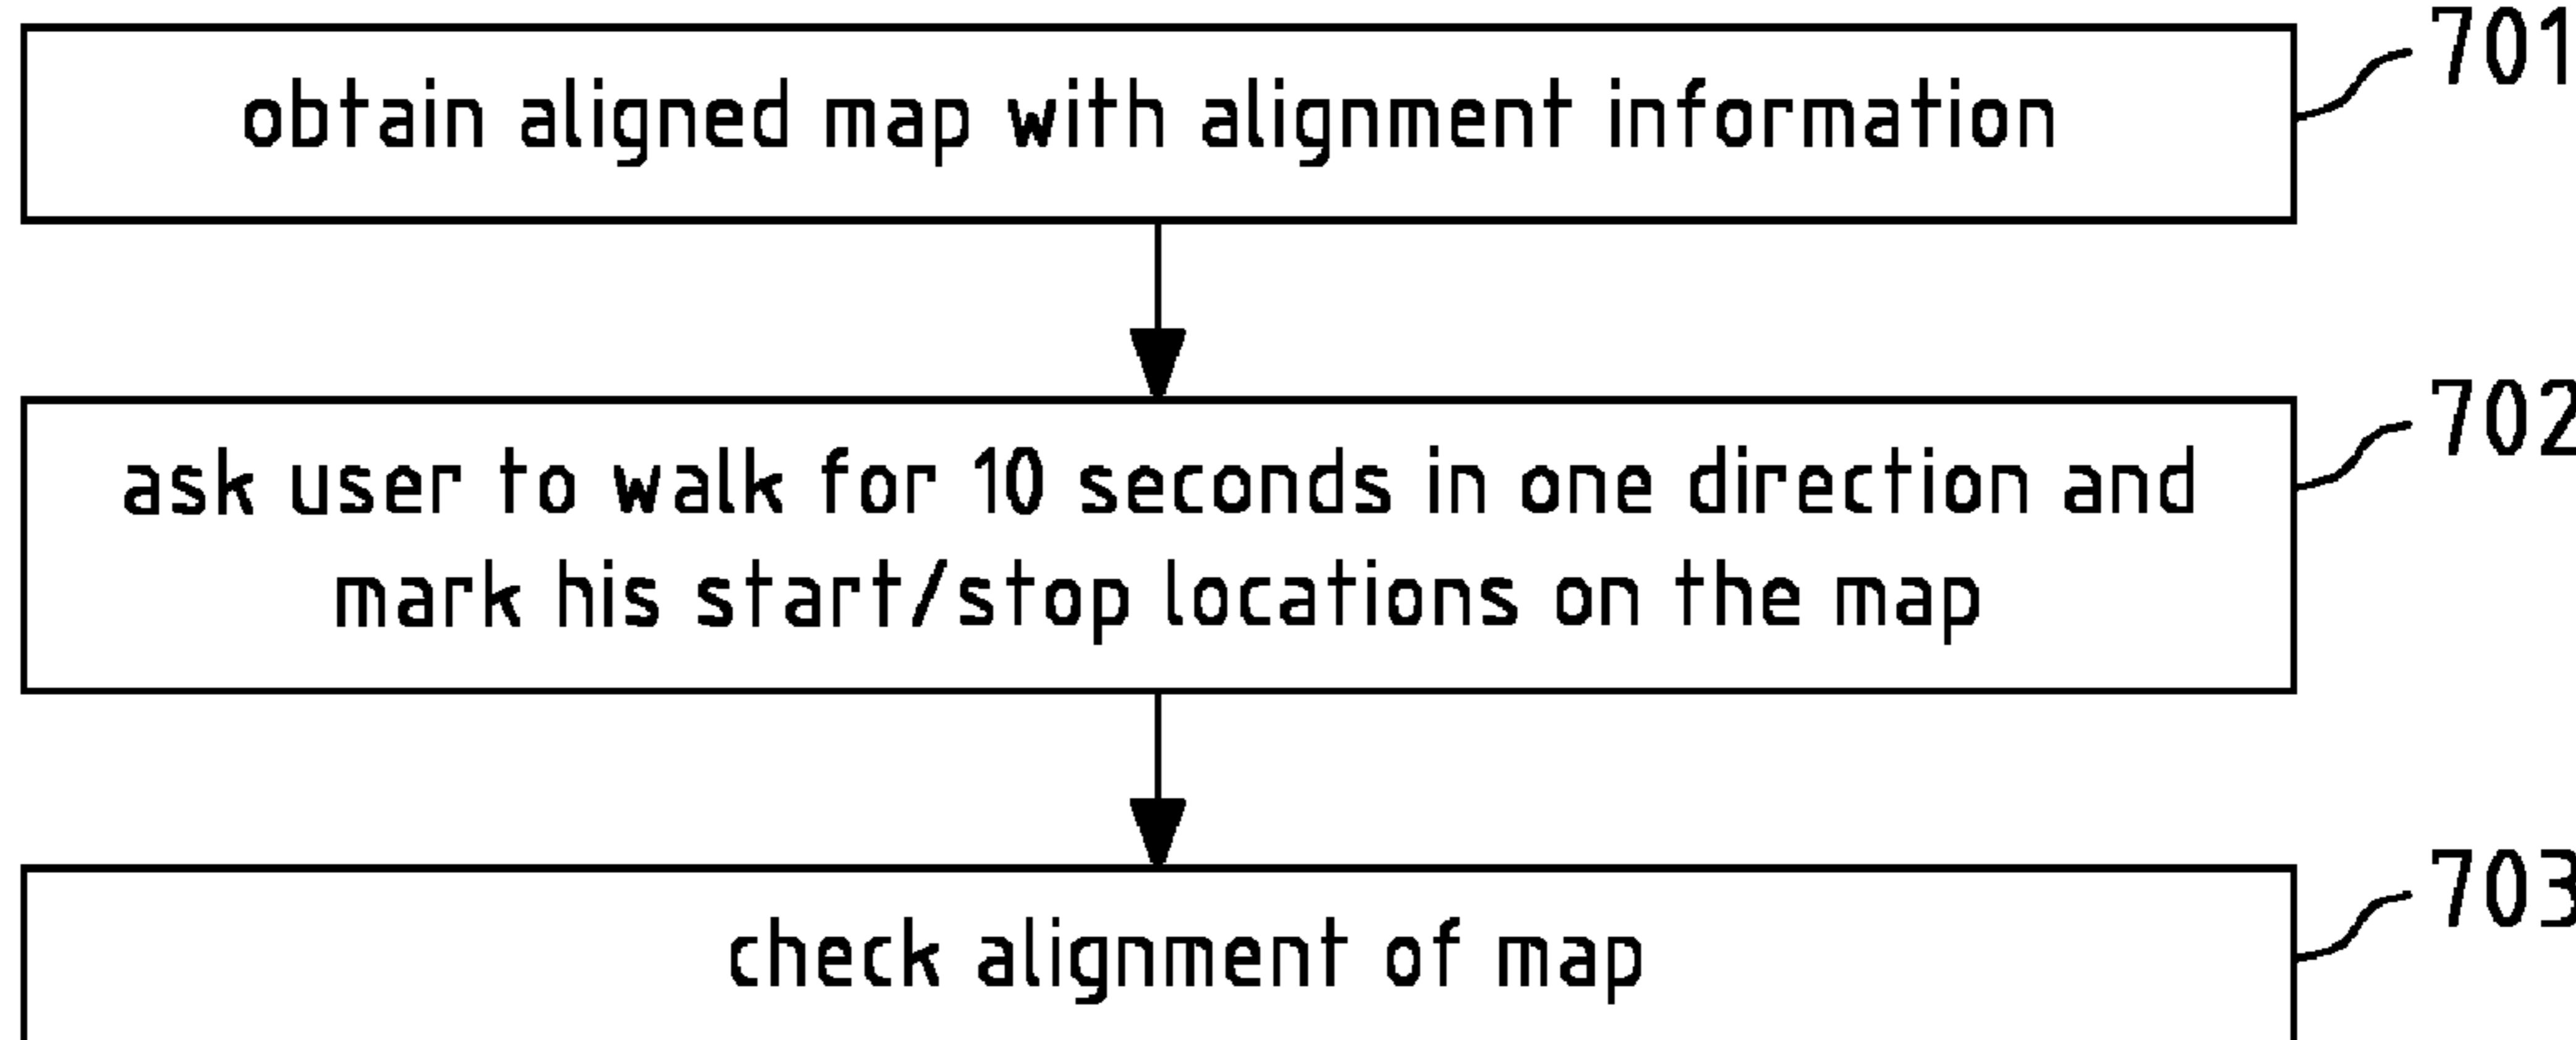 701
obtain aligned map with alignment information
702
ask user to walk for 10 seconds in one direction and
mark his start/stop locations on the map
703
check alignment of map